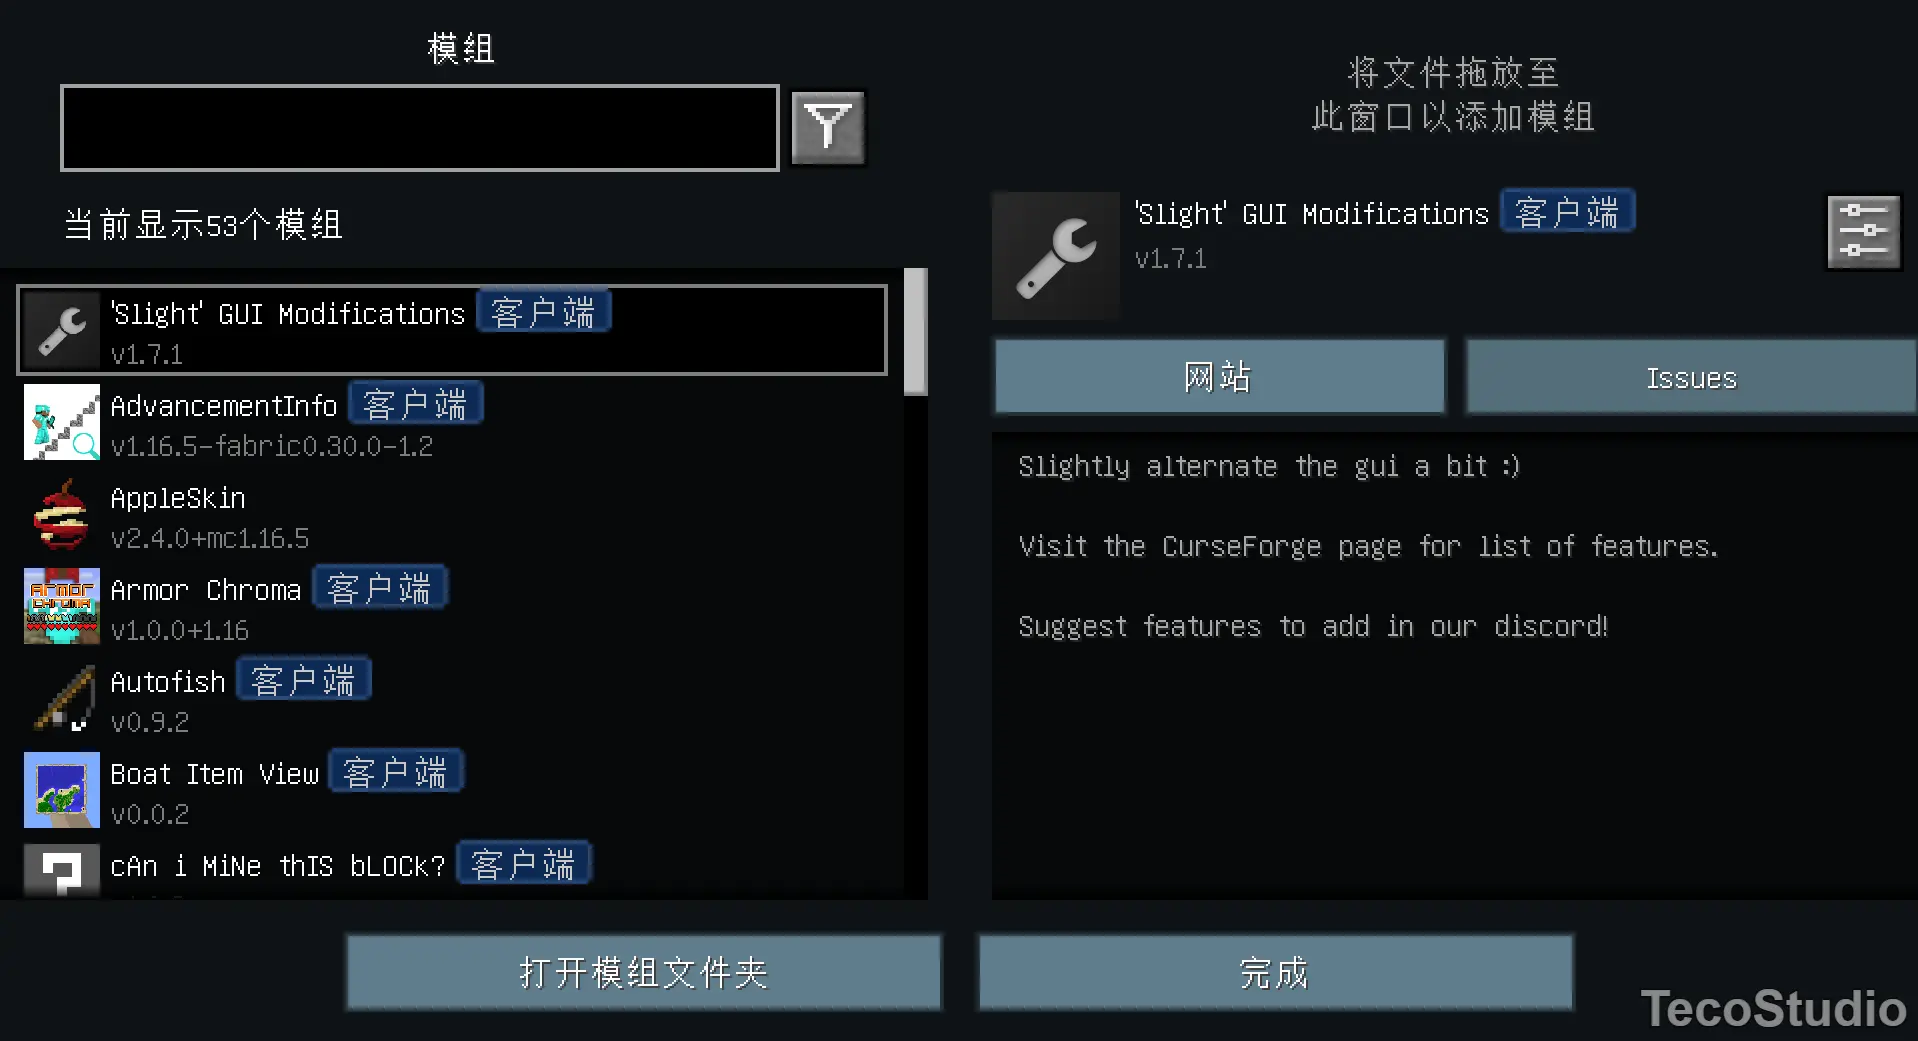 模组
当前显示53个模组
'Slight' GUI Modifications 客户端
v1.7.1
AdvancementInfo 客户端
v1.16.5-fabric0.30.0-1.2
AppleSkin
v2.4.0+mc1.16.5
ARMOR
CHROMA
Armor Chroma 客户端
v1.0.0+1.16
Autofish 客户端
v0.9.2
Boat Item View 客户端
v0.0.2
cAn i MiNe thIS bLOCk? 客户端
将文件拖放至
此窗口以添加模组
'Slight' GUI Modifications 客户端
v1.7.1
网站
Issues
Slightly alternate the gui a bit :)
Visit the CurseForge page for list of features.
Suggest features to add in our discord!
打开模组文件夹
完成
TecoStudio